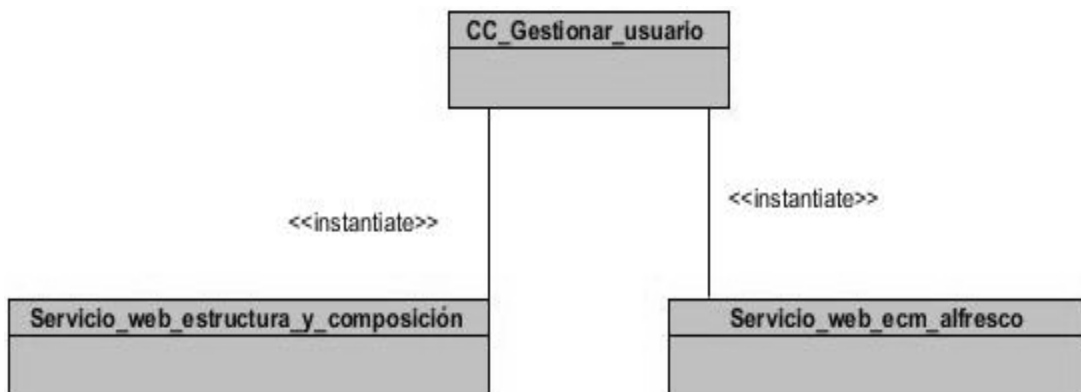 CC_Gestionar_usuario
<<instantiate>>
<<instantiate>>
Servicio_web_estructura_y_composición
Servicio_web_ecm_alfresco